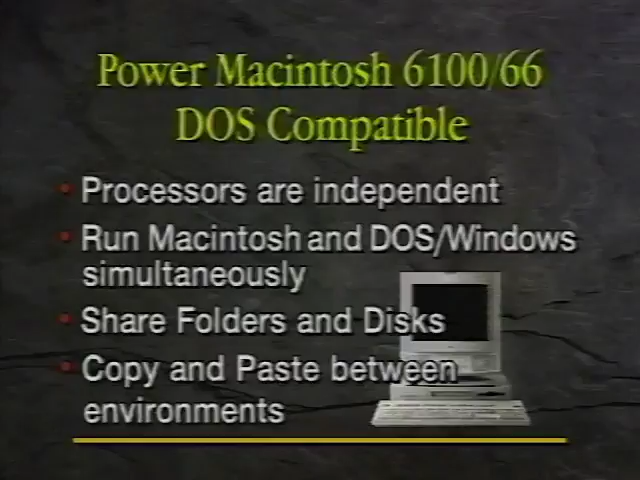 Power Macintosh 6100/66
DOS Compatible
• Processors are independent
• Run Macintosh and DOS/Windows
simultaneously
• Share Folders and Disks
• Copy and Paste between
environments